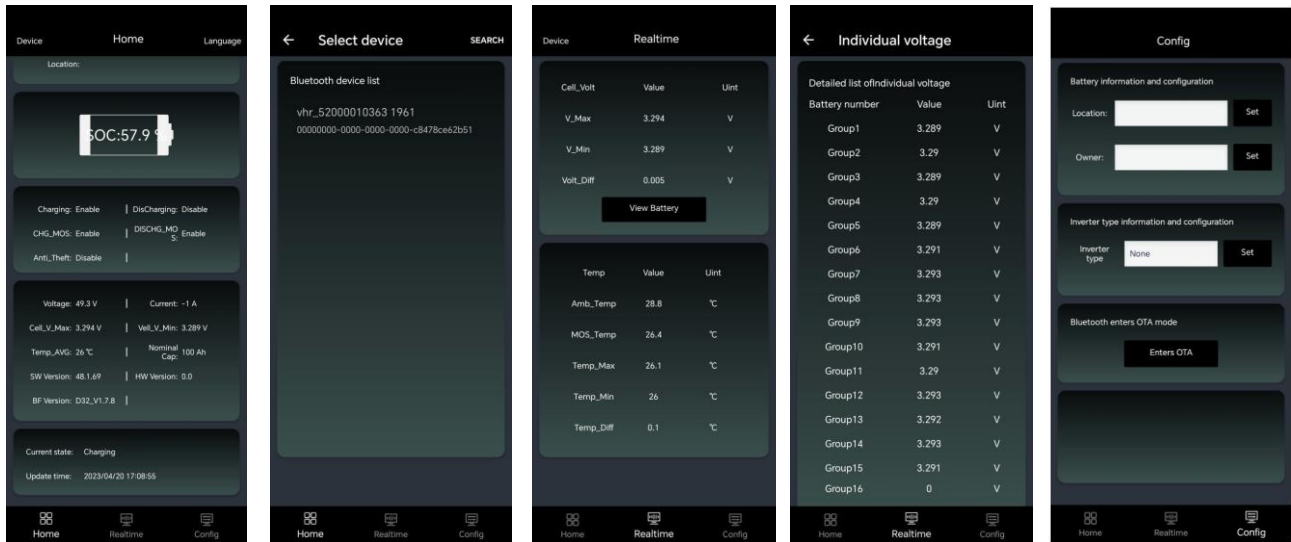 Device Home Language
Location:
SOC:57.9 %
Charging: Enable | DisCharging: Disable
CHG_MOS: Enable | DISCHG_MO
S: Enable
Anti_Theft: Disable |
Voltage: 49.3 V | Current: -1 A
Cell_V_Max: 3.294 V | Vell_V_Min: 3.289 V
Temp_AVG: 26 ℃ | Nominal
Cap: 100 Ah
SW Version: 48.1.69 | HW Version: 0.0
BF Version: D32_V1.7.8 |
Current state: Charging
Update time: 2023/04/20 17:08:55
Home Realtime Config
← Select device SEARCH
Bluetooth device list
vhr_52000010363 1961
00000000-0000-0000-0000-c8478ce62b51
Home Realtime Config
Device Realtime
Cell_Volt Value Uint
V_Max 3.294 V
V_Min 3.289 V
Volt_Diff 0.005 V
View Battery
Temp Value Uint
Amb_Temp 28.8 ℃
MOS_Temp 26.4 ℃
Temp_Max 26.1 ℃
Temp_Min 26 ℃
Temp_Diff 0.1 ℃
Home Realtime Config
← Individual voltage
Detailed list ofIndividual voltage
Battery number Value Uint
Group1 3.289 V
Group2 3.29 V
Group3 3.289 V
Group4 3.29 V
Group5 3.289 V
Group6 3.291 V
Group7 3.293 V
Group8 3.293 V
Group9 3.293 V
Group10 3.291 V
Group11 3.29 V
Group12 3.293 V
Group13 3.292 V
Group14 3.293 V
Group15 3.291 V
Group16 0 V
Home Realtime Config
Config
Battery information and configuration
Location: Set
Owner: Set
Inverter type information and configuration
Inverter
type None Set
Bluetooth enters OTA mode
Enters OTA
Home Realtime Config